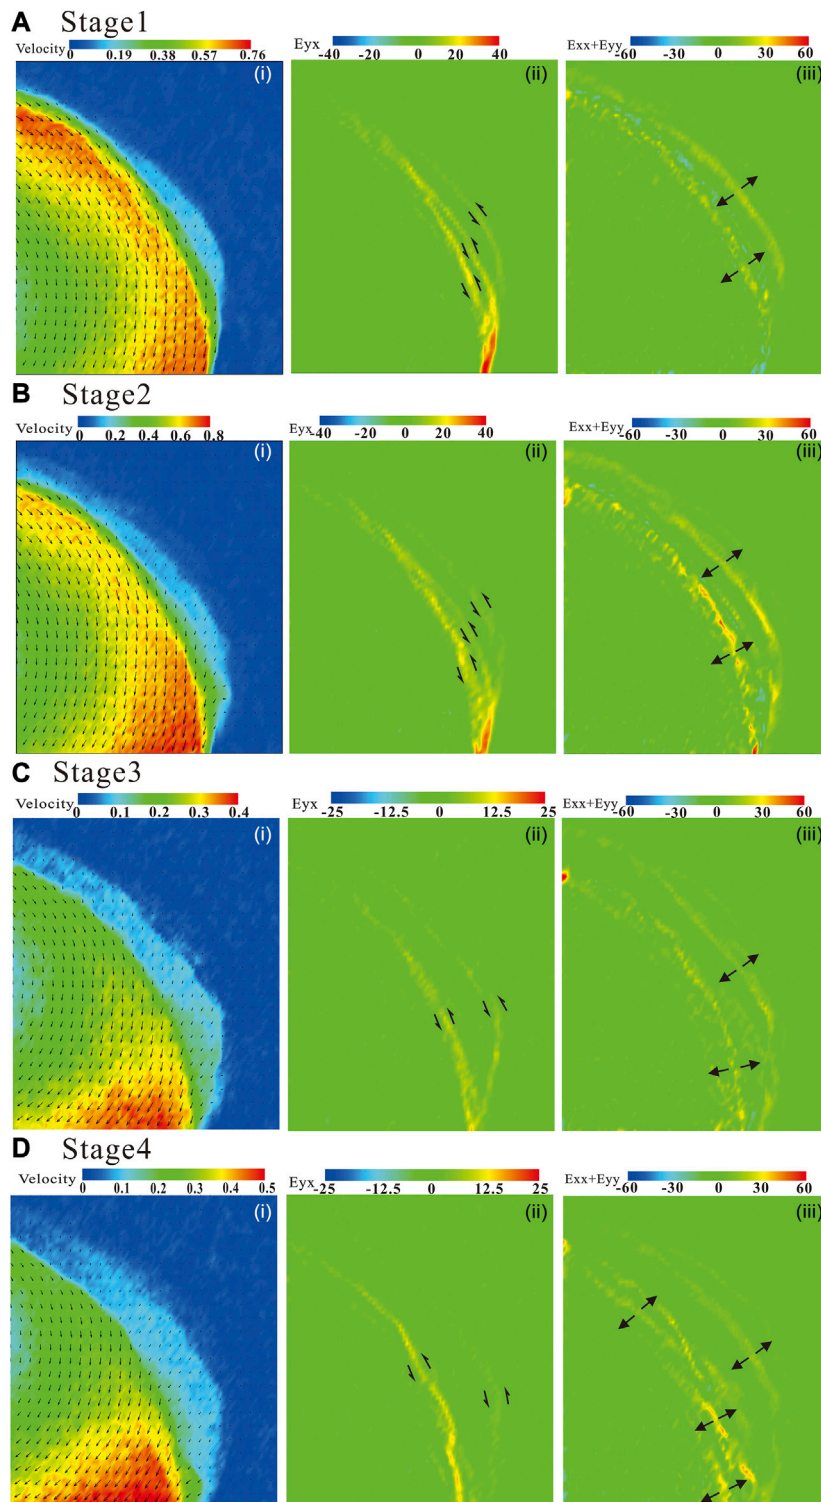 A Stage1
Velocity 0 0.19 0.38 0.57 0.76
Eyx -40 -20 0 20 40
Exx+Eyy -60 -30 0 30 60
(i) (ii) (iii)
B Stage2
Velocity 0 0.2 0.4 0.6 0.8
Eyx -40 -20 0 20 40
Exx+Eyy -60 -30 0 30 60
(i) (ii) (iii)
C Stage3
Velocity 0 0.1 0.2 0.3 0.4
Eyx -25 -12.5 0 12.5 25
Exx+Eyy -60 -30 0 30 60
(i) (ii) (iii)
D Stage4
Velocity 0 0.1 0.2 0.3 0.4 0.5
Eyx -25 -12.5 0 12.5 25
Exx+Eyy -60 -30 0 30 60
(i) (ii) (iii)